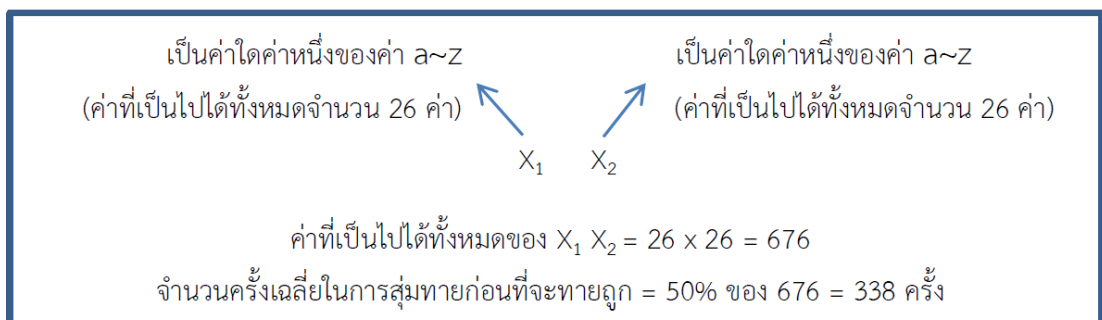 เป็นค่าใดค่าหนึ่งของค่า a~z เป็นค่าใดค่าหนึ่งของค่า a~z
(ค่าที่เป็นไปได้ทั้งหมดจำนวน 26 ค่า) (ค่าที่เป็นไปได้ทั้งหมดจำนวน 26 ค่า)
X₁ X₂
ค่าที่เป็นไปได้ทั้งหมดของ X₁ X₂ = 26 x 26 = 676
จำนวนครั้งเฉลี่ยในการสุ่มทายก่อนที่จะทายถูก = 50% ของ 676 = 338 ครั้ง